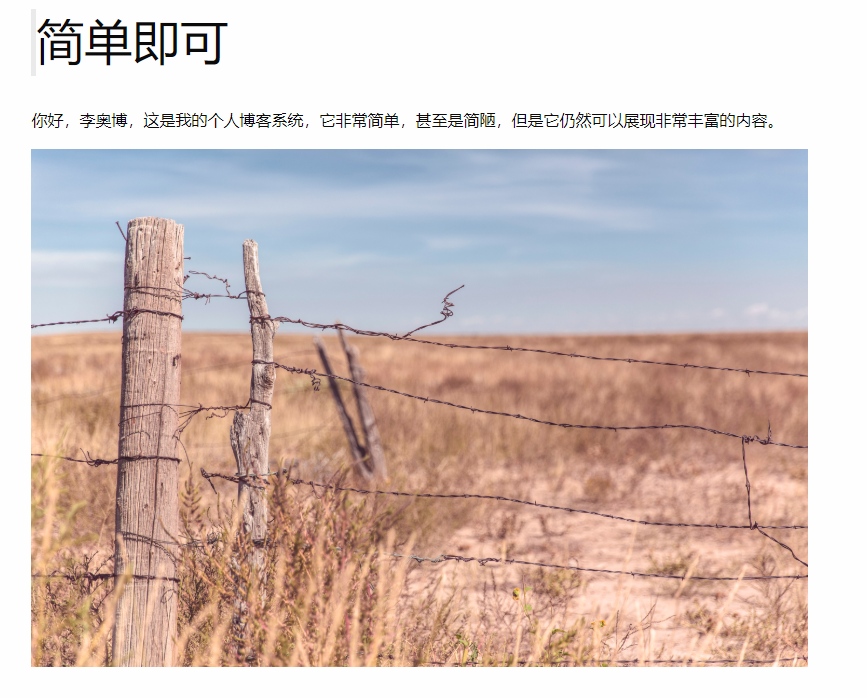 简单即可
你好，李奥博，这是我的个人博客系统，它非常简单，甚至是简陋，但是它仍然可以展现非常丰富的内容。